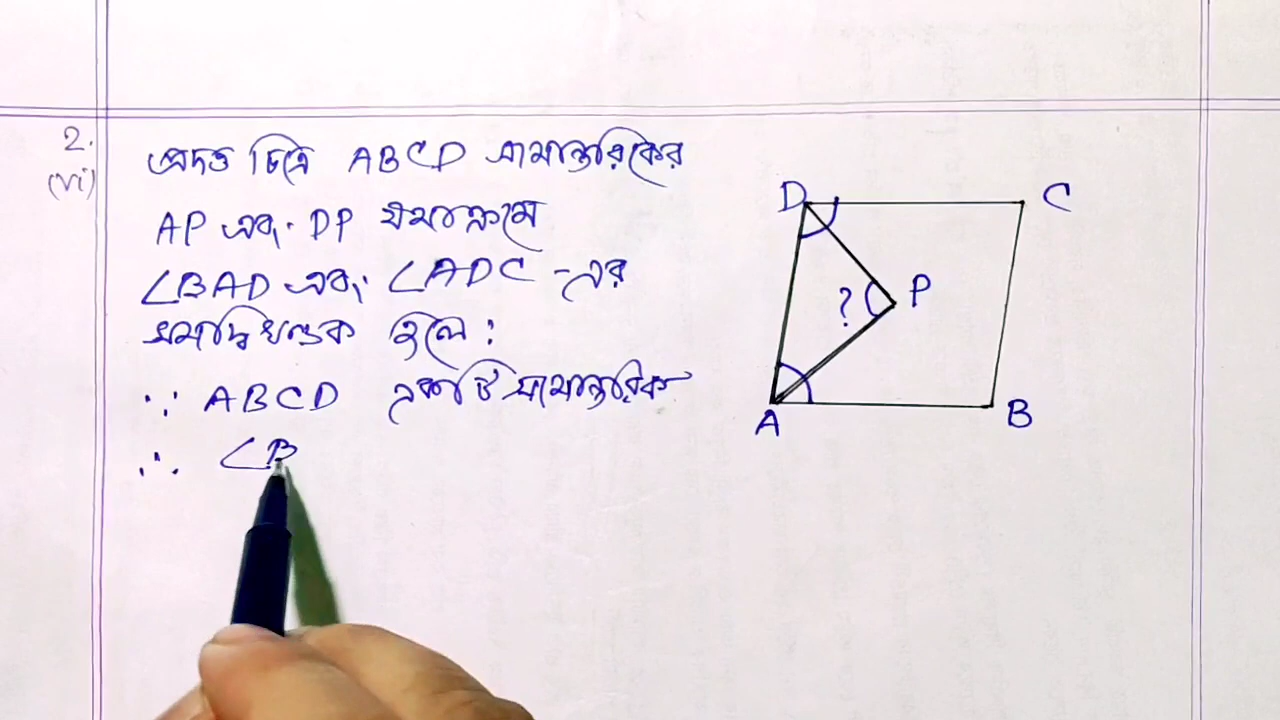 2.
(vi)
প্রদত্ত চিত্রে ABCD সামান্তরিকের
AP এবং DP যথাক্রমে
∠BAD এবং ∠ADC -এর
সমদ্বিখণ্ডক হলে :
∵ ABCD একটি সামান্তরিক
∴ ∠B
D C
? P
A B